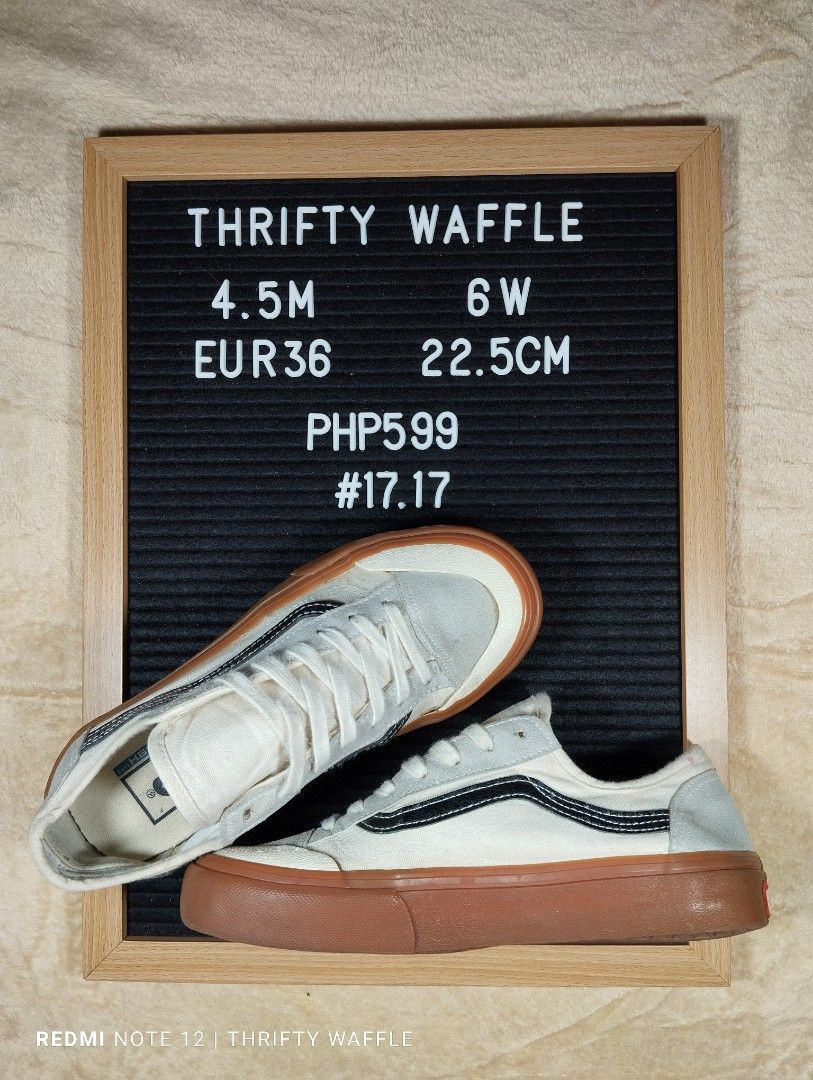 THRIFTY WAFFLE
4.5M 6W
EUR36 22.5CM
PHP599
#17.17
REDMI NOTE 12 | THRIFTY WAFFLE